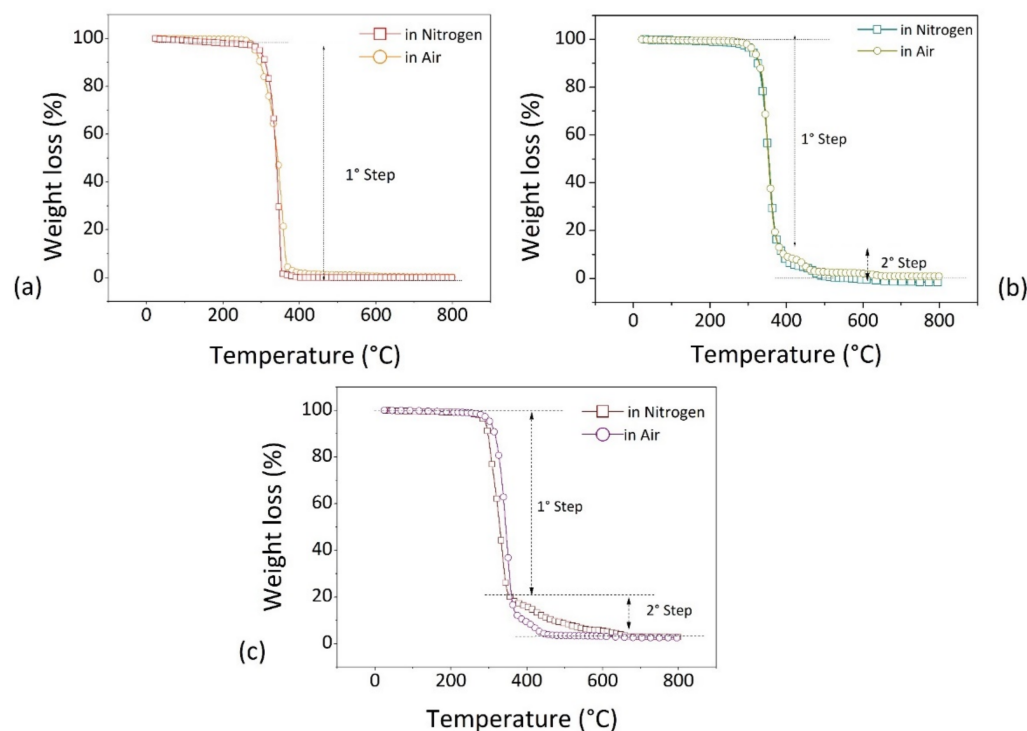 100
80
60
40
20
0
Weight loss (%)
in Nitrogen
in Air
1° Step
0 200 400 600 800
Temperature (°C)
(a)
100
80
60
40
20
0
Weight loss (%)
in Nitrogen
in Air
1° Step
2° Step
0 200 400 600 800
Temperature (°C)
(b)
100
80
60
40
20
0
Weight loss (%)
in Nitrogen
in Air
1° Step
2° Step
0 200 400 600 800
Temperature (°C)
(c)